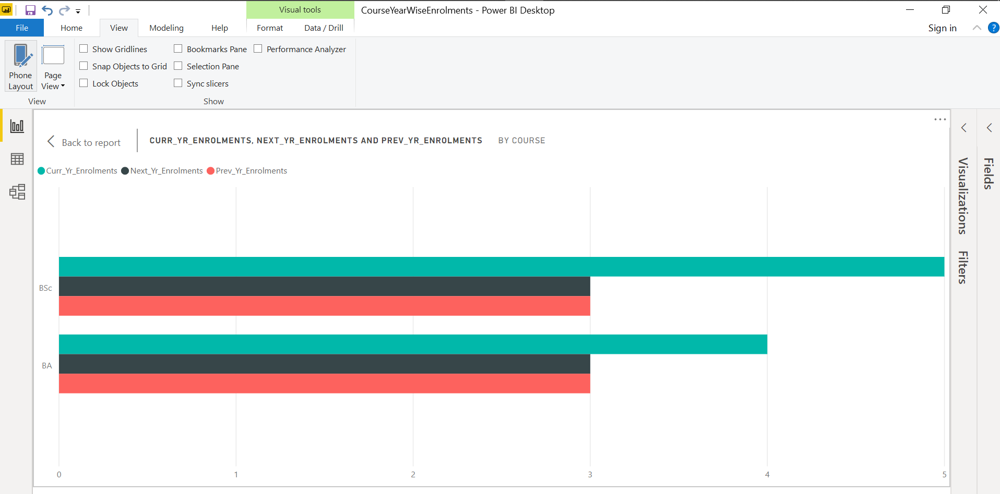 Visual tools
CourseYearWiseEnrolments - Power BI Desktop
File Home View Modeling Help Format Data / Drill Sign in ?
Show Gridlines Bookmarks Pane Performance Analyzer
Snap Objects to Grid Selection Pane
Lock Objects Sync slicers
Phone Layout
Page View
View Show
Back to report
CURR_YR_ENROLMENTS, NEXT_YR_ENROLMENTS AND PREV_YR_ENROLMENTS BY COURSE
Curr_Yr_Enrolments Next_Yr_Enrolments Prev_Yr_Enrolments
BSc
BA
0 1 2 3 4 5
Visualizations
Filters
Fields